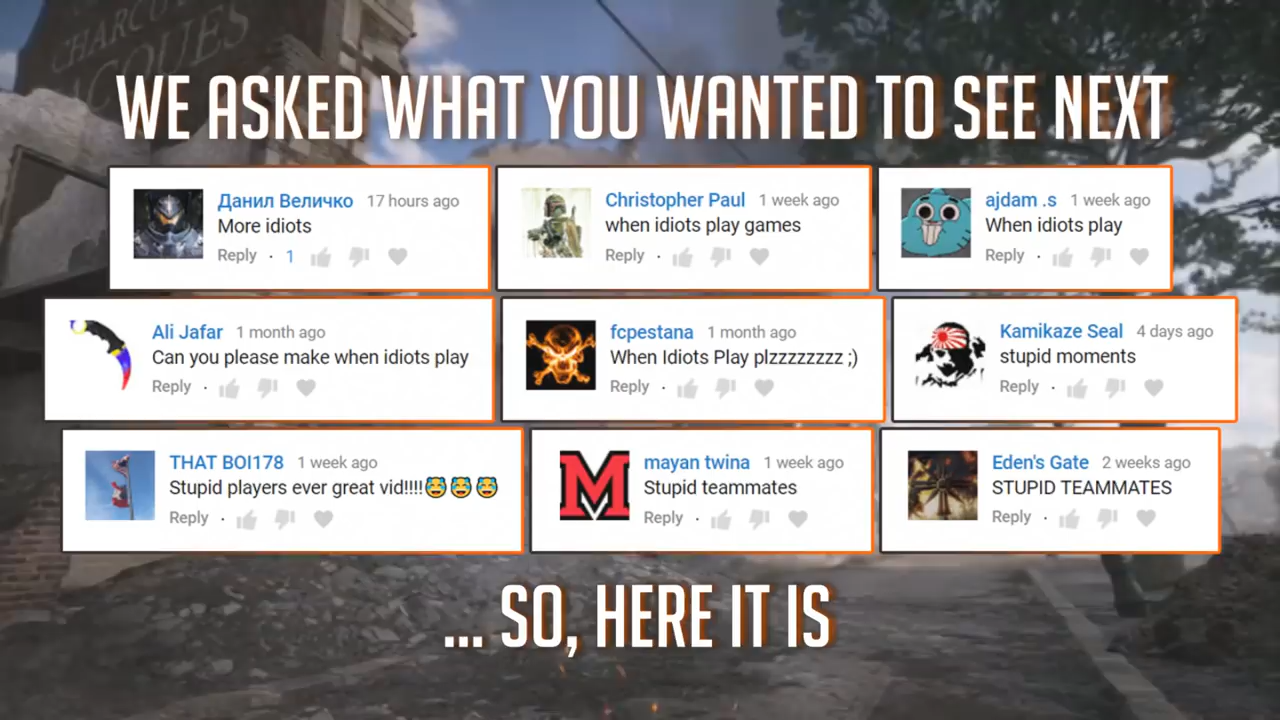 CHARCUT
JACQUES
WE ASKED WHAT YOU WANTED TO SEE NEXT
Данил Величко 17 hours ago
More idiots
Reply · 1
Christopher Paul 1 week ago
when idiots play games
Reply ·
ajdam .s 1 week ago
When idiots play
Reply ·
Ali Jafar 1 month ago
Can you please make when idiots play
Reply ·
fcpestana 1 month ago
When Idiots Play plzzzzzzzz ;)
Reply ·
Kamikaze Seal 4 days ago
stupid moments
Reply ·
THAT BOI178 1 week ago
Stupid players ever great vid!!!!😂😂😂
Reply ·
M
mayan twina 1 week ago
Stupid teammates
Reply ·
Eden's Gate 2 weeks ago
STUPID TEAMMATES
Reply ·
... SO, HERE IT IS